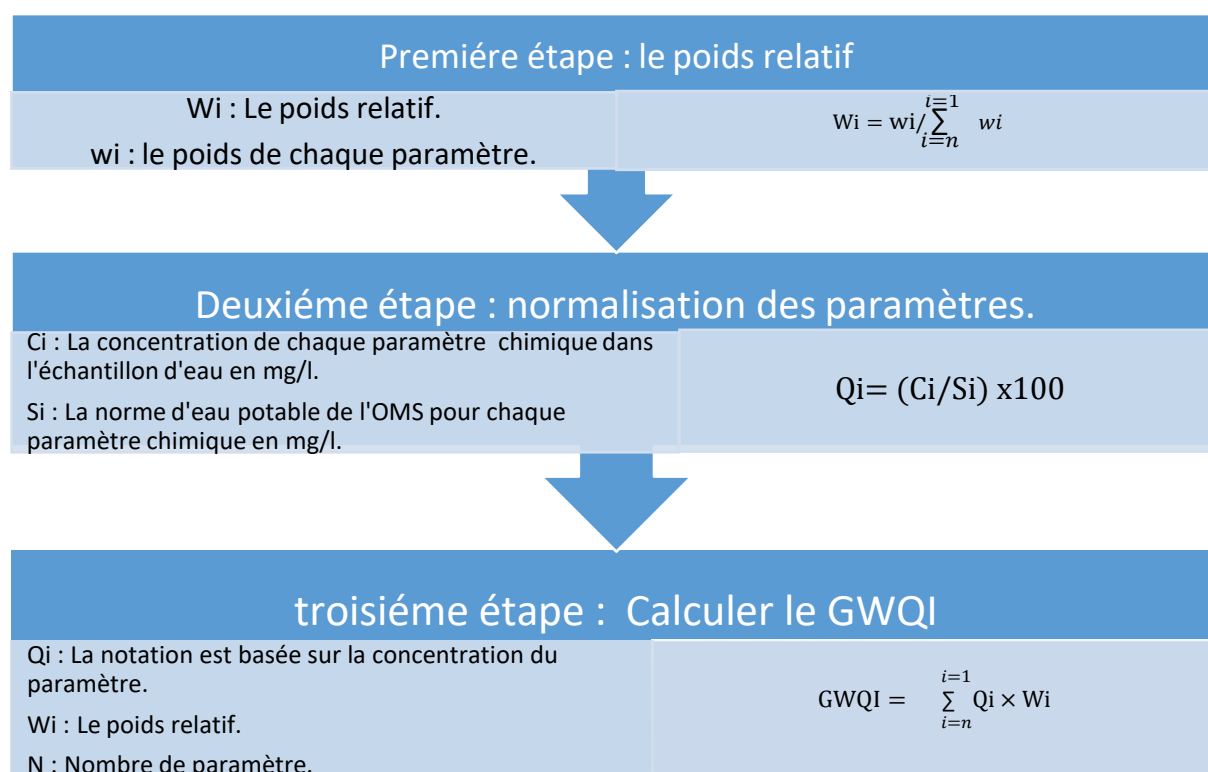 Premiére étape : le poids relatif
Wi : Le poids relatif.
wi : le poids de chaque paramètre.
i=1
Wi = wi/∑ wi
i=n
Deuxiéme étape : normalisation des paramètres.
Ci : La concentration de chaque paramètre chimique dans
l'échantillon d'eau en mg/l.
Si : La norme d'eau potable de l'OMS pour chaque
paramètre chimique en mg/l.
Qi= (Ci/Si) x100
troisiéme étape : Calculer le GWQI
Qi : La notation est basée sur la concentration du
paramètre.
Wi : Le poids relatif.
N : Nombre de paramètre.
i=1
GWQI = ∑ Qi × Wi
i=n